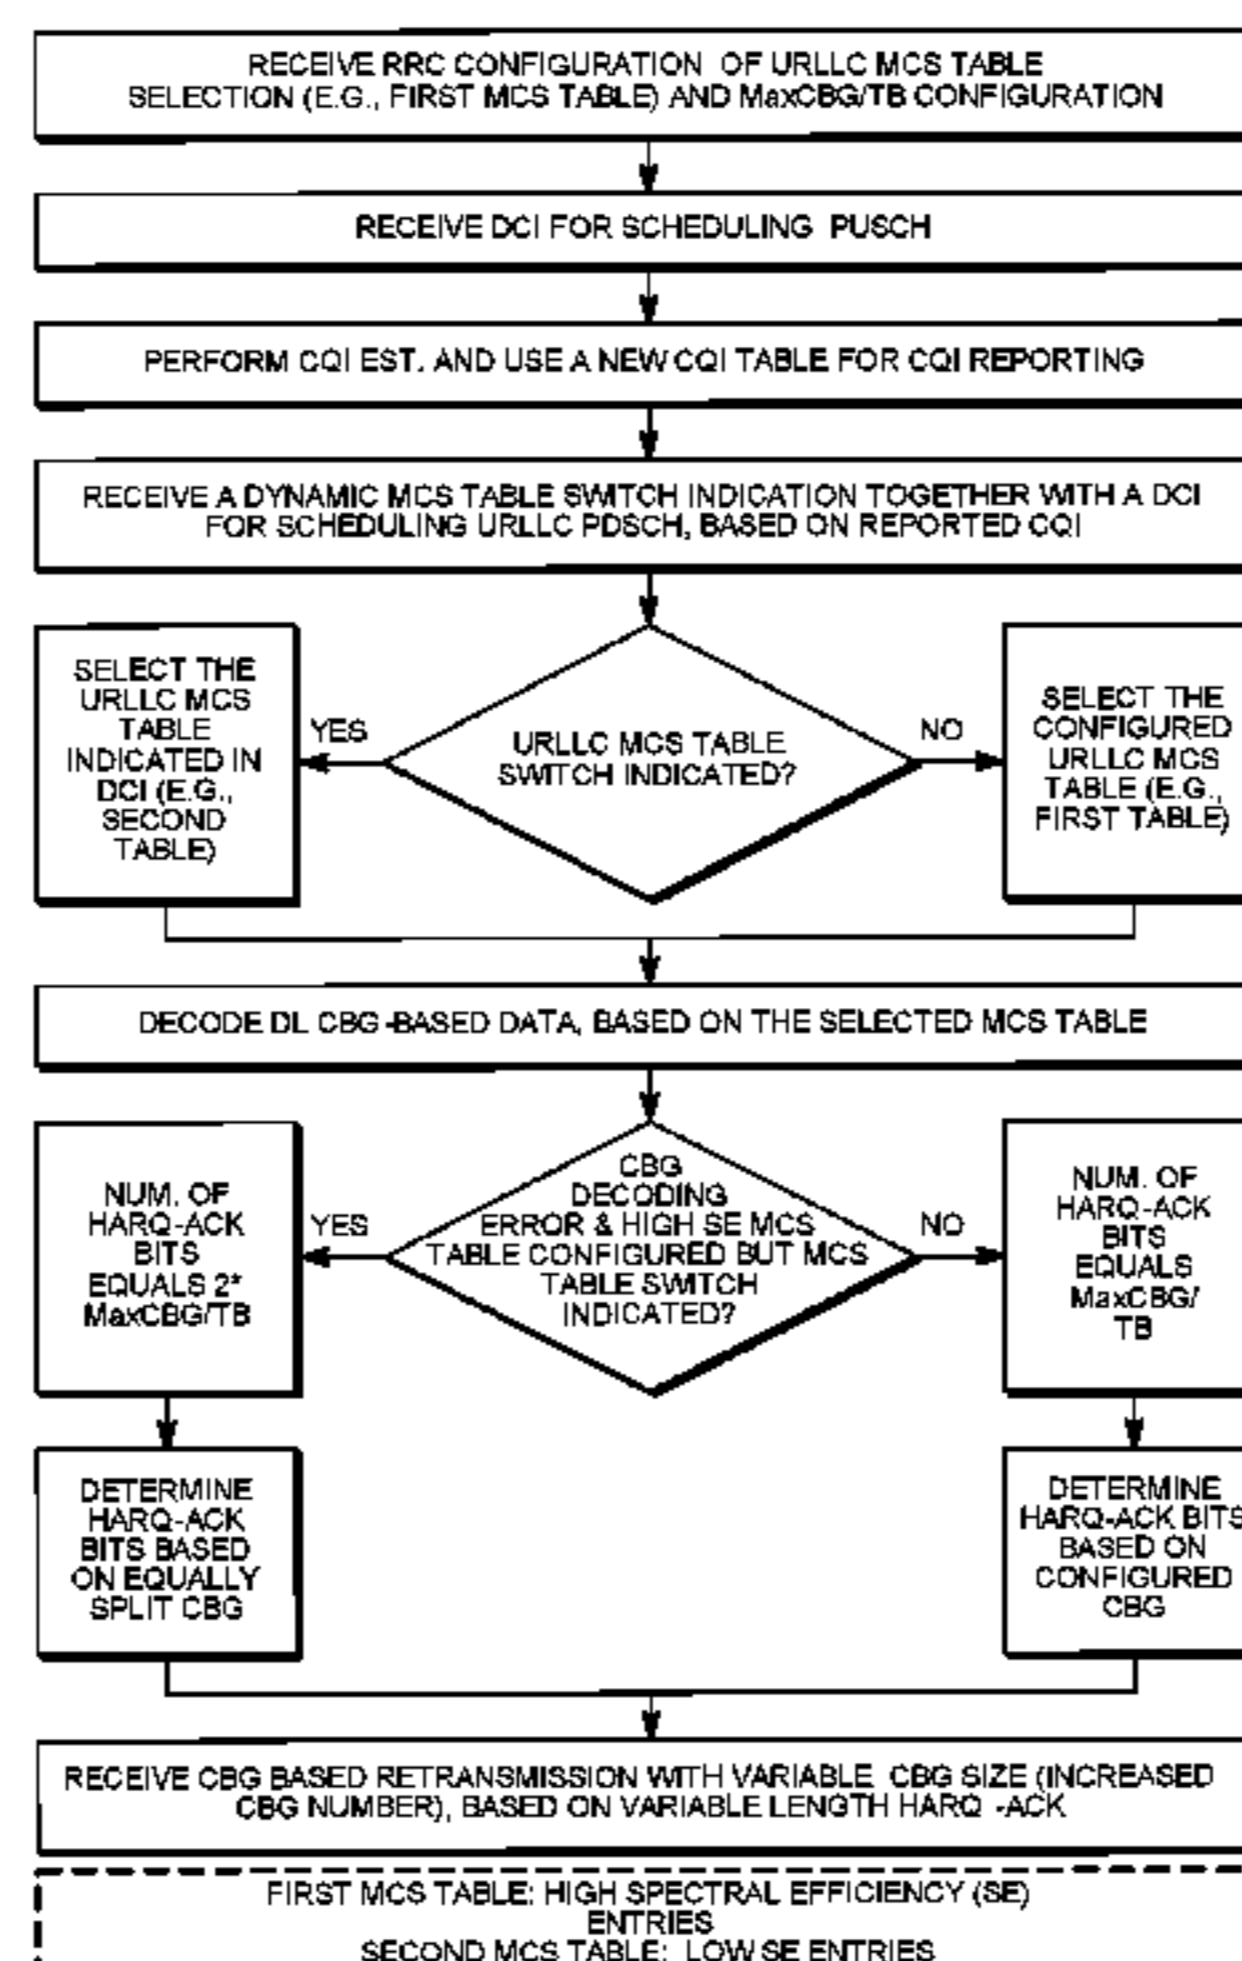 RECEIVE RRC CONFIGURATION OF URLLC MCS TABLE
SELECTION (E.G., FIRST MCS TABLE) AND MaxCBG/TB CONFIGURATION
RECEIVE DCI FOR SCHEDULING PUSCH
PERFORM CQI EST. AND USE A NEW CQI TABLE FOR CQI REPORTING
RECEIVE A DYNAMIC MCS TABLE SWITCH INDICATION TOGETHER WITH A DCI
FOR SCHEDULING URLLC PDSCH, BASED ON REPORTED CQI
SELECT THE
URLLC MCS
TABLE
INDICATED IN
DCI (E.G.,
SECOND
TABLE)
YES
URLLC MCS TABLE
SWITCH INDICATED?
NO
SELECT THE
CONFIGURED
URLLC MCS
TABLE (E.G.,
FIRST TABLE)
DECODE DL CBG-BASED DATA, BASED ON THE SELECTED MCS TABLE
NUM. OF
HARQ-ACK
BITS
EQUALS 2*
MaxCBG/TB
YES
CBG
DECODING
ERROR & HIGH SE MCS
TABLE CONFIGURED BUT MCS
TABLE SWITCH
INDICATED?
NO
NUM. OF
HARQ-ACK
BITS
EQUALS
MaxCBG/
TB
DETERMINE
HARQ-ACK
BITS BASED
ON EQUALLY
SPLIT CBG
DETERMINE
HARQ-ACK BITS
BASED ON
CONFIGURED
CBG
RECEIVE CBG BASED RETRANSMISSION WITH VARIABLE CBG SIZE (INCREASED
CBG NUMBER), BASED ON VARIABLE LENGTH HARQ -ACK
FIRST MCS TABLE: HIGH SPECTRAL EFFICIENCY (SE)
ENTRIES
SECOND MCS TABLE: LOW SE ENTRIES